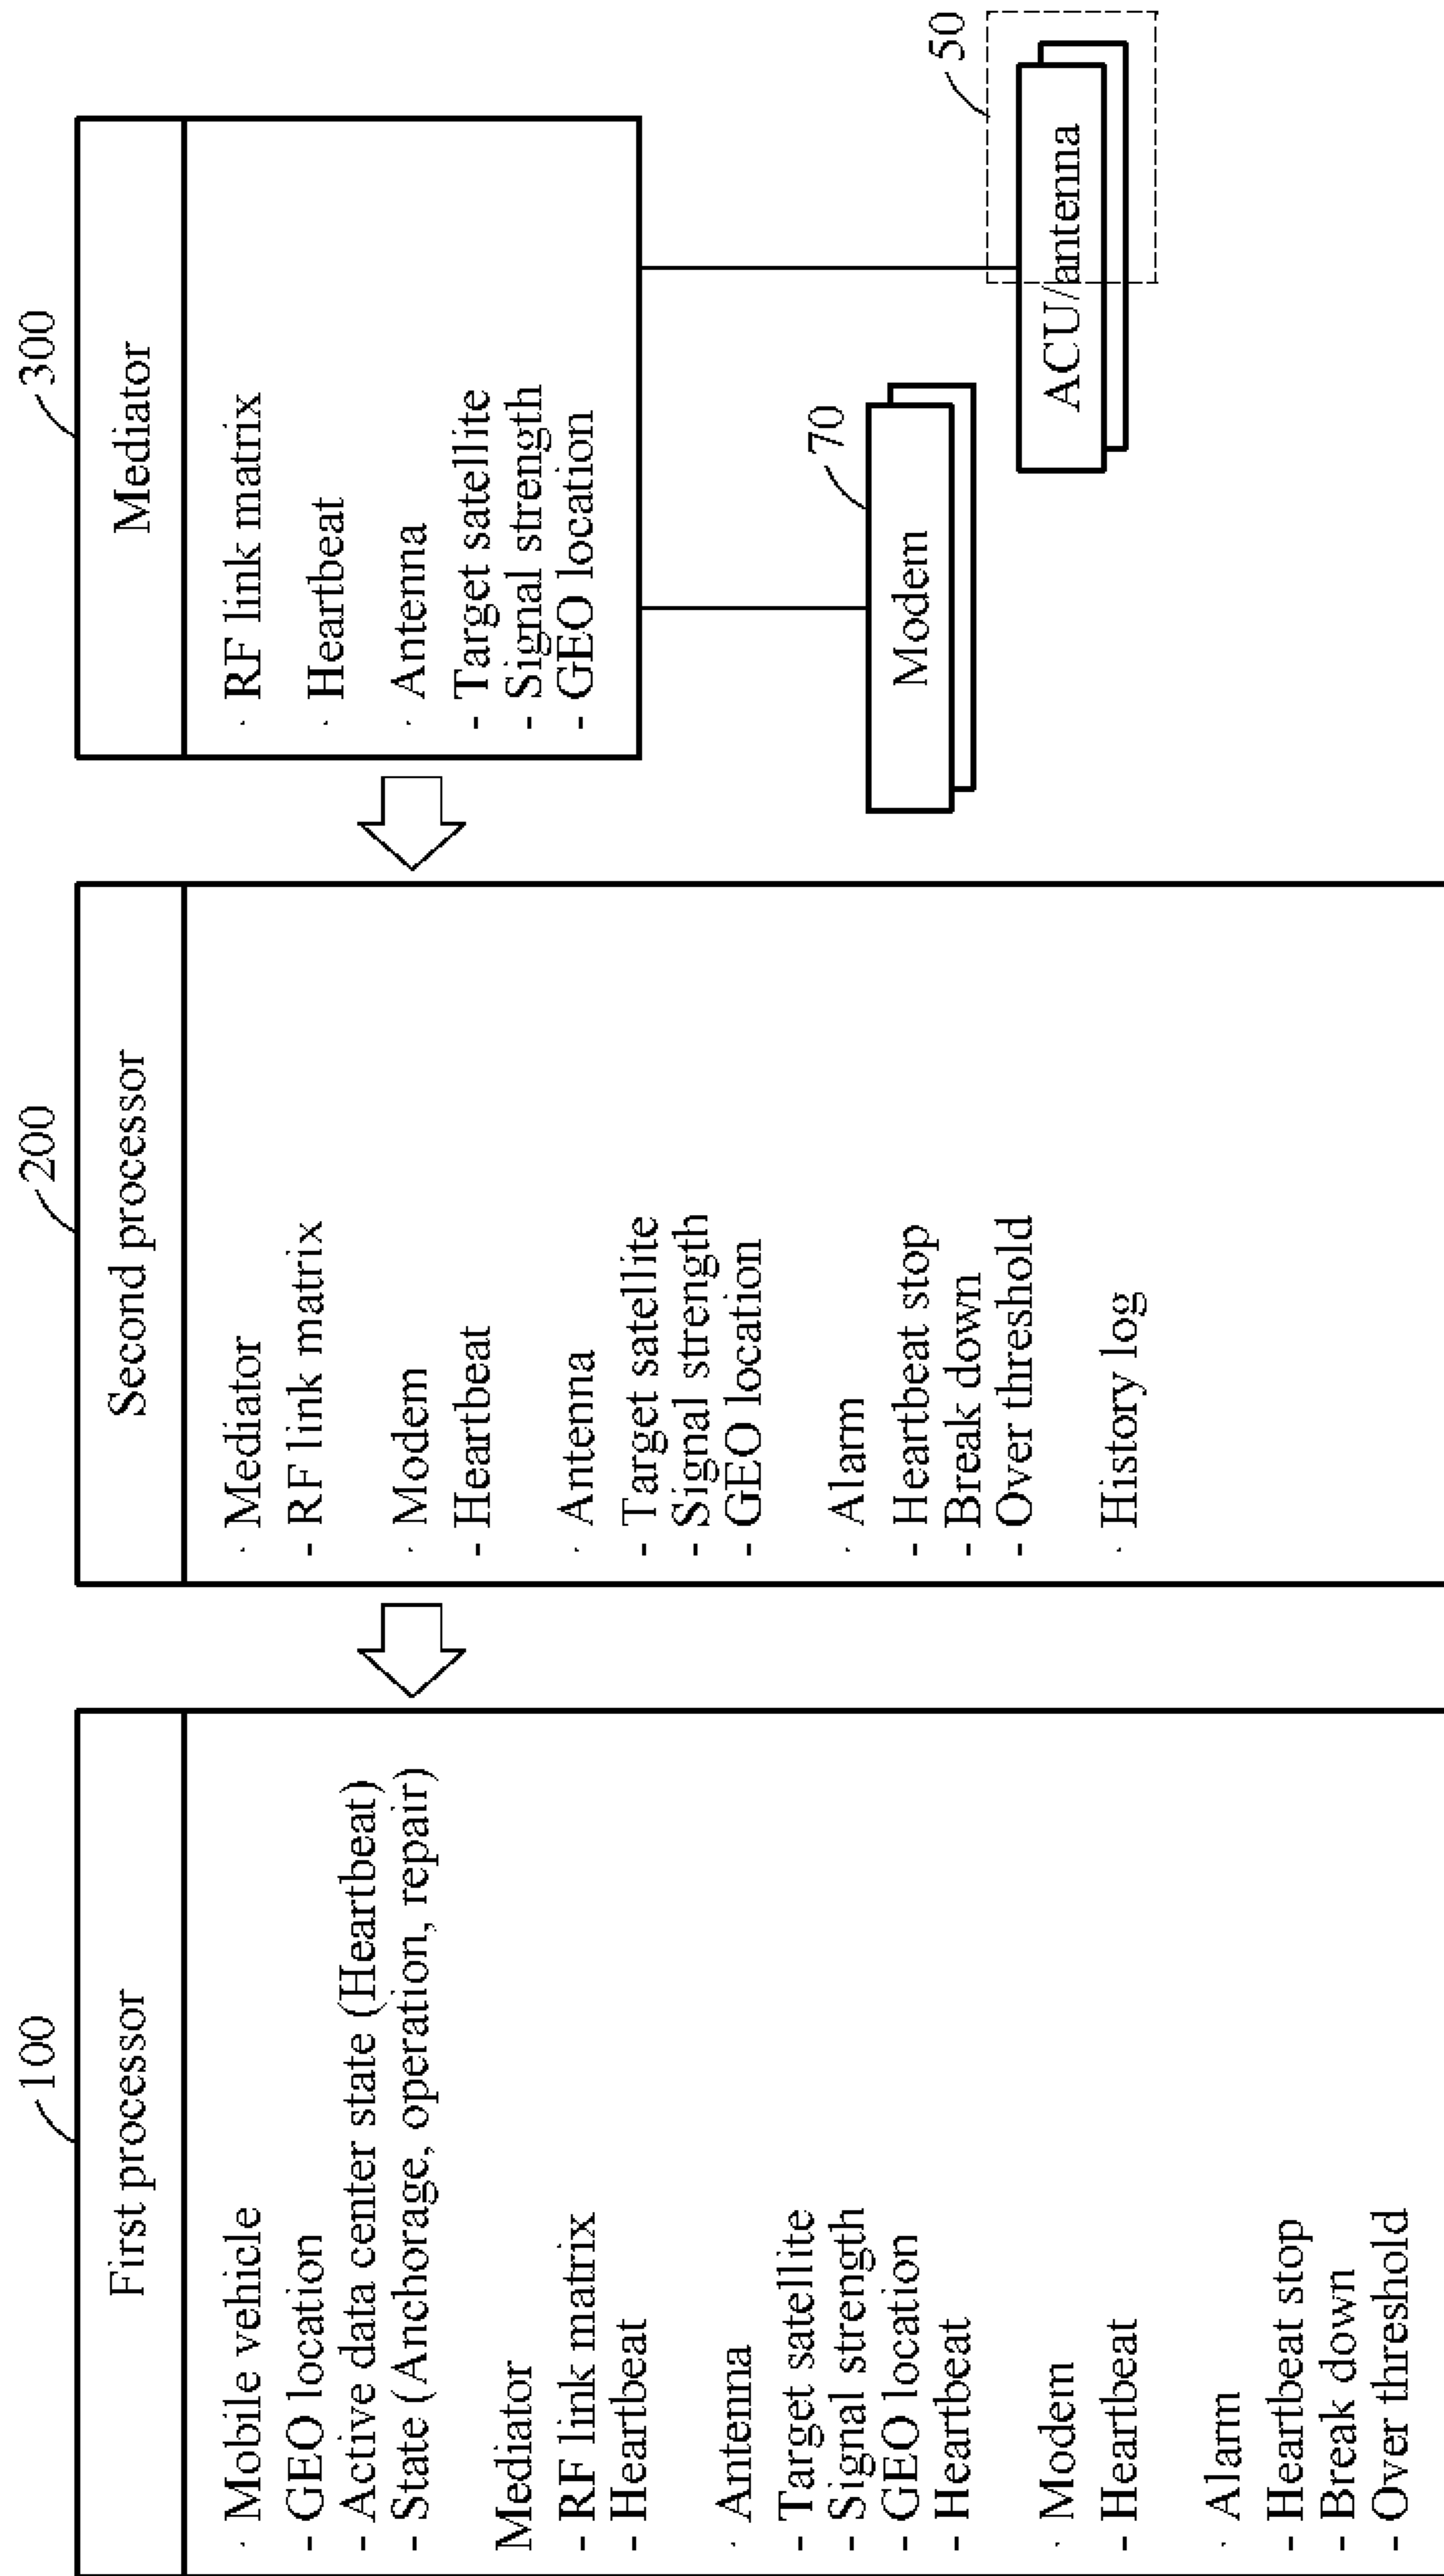 100
First processor
· Mobile vehicle
- GEO location
- Active data center state (Heartbeat)
- State (Anchorage, operation, repair)
Mediator
- RF link matrix
- Heartbeat
· Antenna
- Target satellite
- Signal strength
- GEO location
- Heartbeat
· Modem
- Heartbeat
· Alarm
- Heartbeat stop
- Break down
- Over threshold
200
Second processor
· Mediator
- RF link matrix
· Modem
- Heartbeat
· Antenna
- Target satellite
- Signal strength
- GEO location
· Alarm
- Heartbeat stop
- Break down
- Over threshold
· History log
300
Mediator
· RF link matrix
· Heartbeat
· Antenna
- Target satellite
- Signal strength
- GEO location
70
Modem
50
ACU/antenna